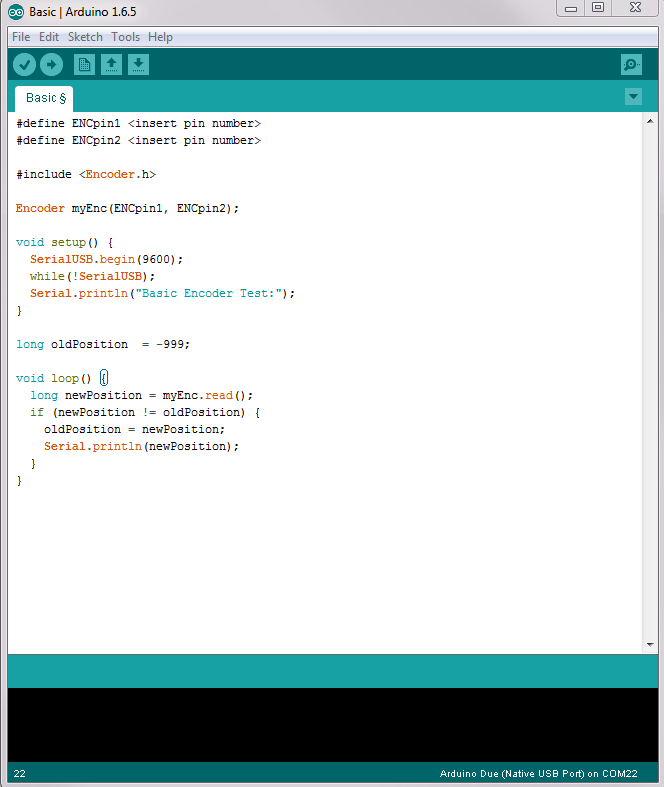 Basic | Arduino 1.6.5
File Edit Sketch Tools Help
Basic §
#define ENCpin1 <insert pin number>
#define ENCpin2 <insert pin number>
#include <Encoder.h>
Encoder myEnc(ENCpin1, ENCpin2);
void setup() {
  SerialUSB.begin(9600);
  while(!SerialUSB);
  Serial.println("Basic Encoder Test:");
}
long oldPosition  = -999;
void loop() {
  long newPosition = myEnc.read();
  if (newPosition != oldPosition) {
    oldPosition = newPosition;
    Serial.println(newPosition);
  }
}
22
Arduino Due (Native USB Port) on COM22